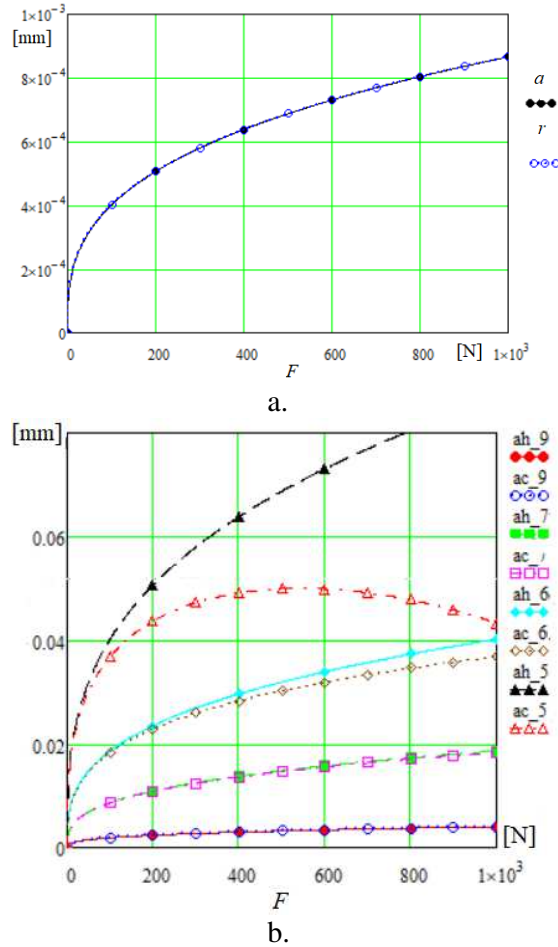 1×10⁻³
[mm]
8×10⁻⁴
6×10⁻⁴
4×10⁻⁴
2×10⁻⁴
0
0 200 400 600 800 1×10³
[N]
F
a
r
a.
[mm]
0.06
0.04
0.02
0
0 200 400 600 800 1×10³
[N]
F
ah_9
ac_9
ah_7
ac_
ah_6
ac_6
ah_5
ac_5
b.